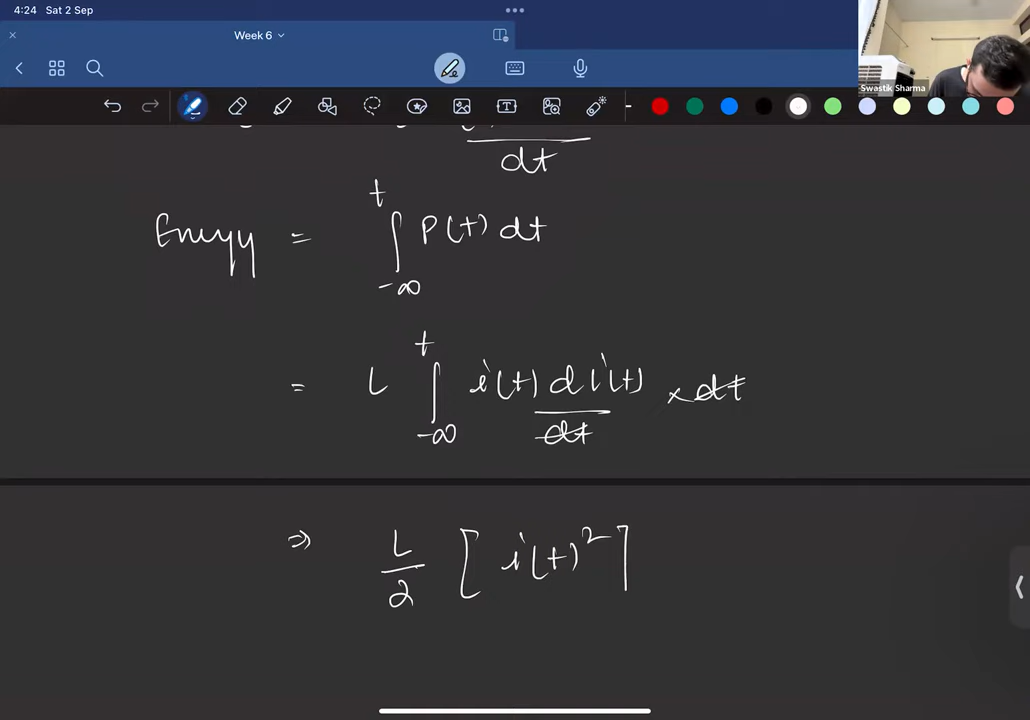 4:24 Sat 2 Sep
Week 6
Swastik Sharma
dt
Energy = ∫_{-∞}^{t} P(t) dt
= L ∫_{-∞}^{t} i(t) di(t)/dt × dt
⇒ L/2 [i(t)²]